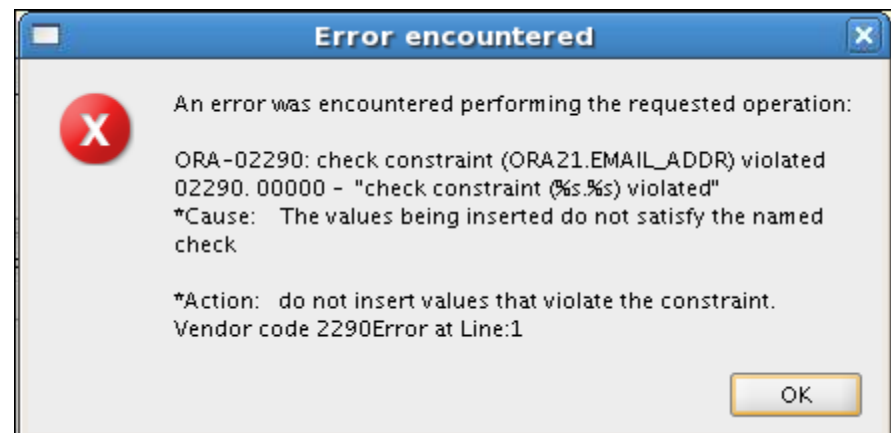 Error encountered
An error was encountered performing the requested operation:
ORA-02290: check constraint (ORA21.EMAIL_ADDR) violated
02290. 00000 - "check constraint (%s.%s) violated"
*Cause: The values being inserted do not satisfy the named
check
*Action: do not insert values that violate the constraint.
Vendor code 2290Error at Line:1
OK